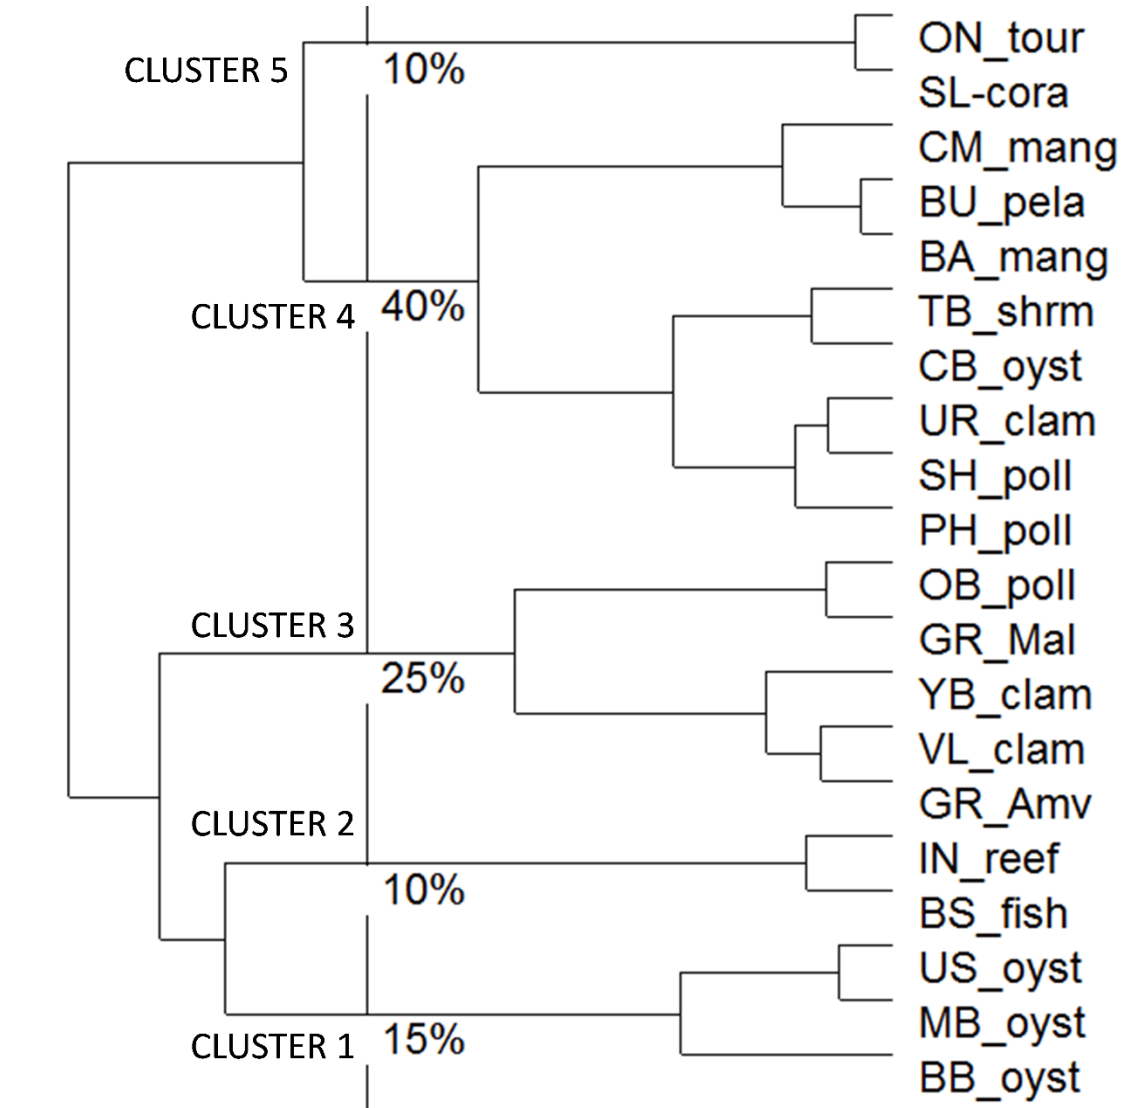 ON_tour
CLUSTER 5
10%
SL-cora
CM_mang
BU_pela
BA_mang
CLUSTER 4
40%
TB_shrm
CB_oyst
UR_clam
SH_poll
PH_poll
OB_poll
CLUSTER 3
GR_Mal
25%
YB_clam
VL_clam
GR_Amv
CLUSTER 2
IN_reef
10%
BS_fish
US_oyst
MB_oyst
CLUSTER 1
15%
BB_oyst